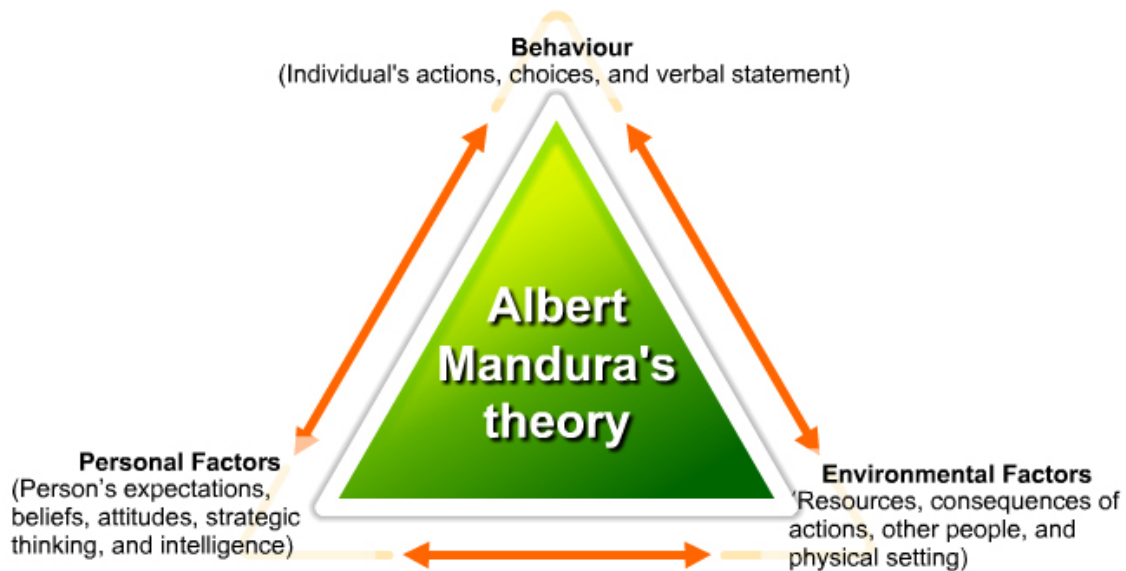 Behaviour
(Individual's actions, choices, and verbal statement)
Albert
Mandura's
theory
Personal Factors
(Person's expectations,
beliefs, attitudes, strategic
thinking, and intelligence)
Environmental Factors
(Resources, consequences of
actions, other people, and
physical setting)